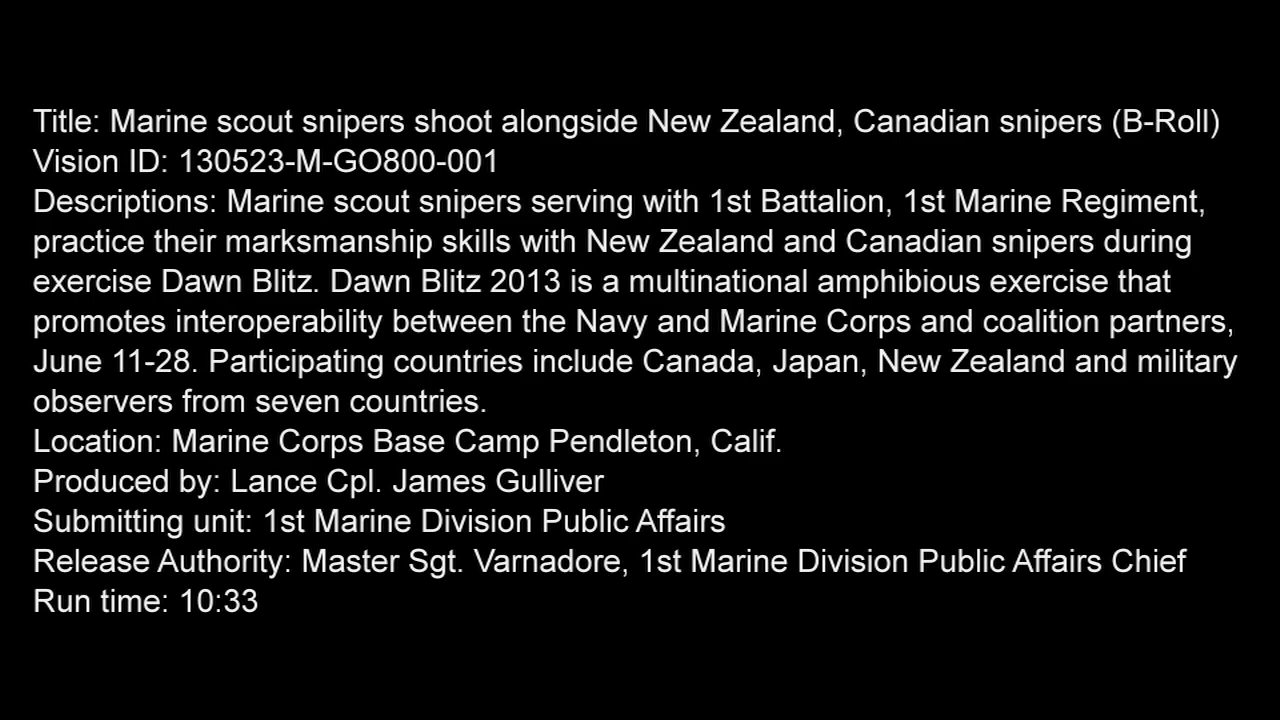 Title: Marine scout snipers shoot alongside New Zealand, Canadian snipers (B-Roll)
Vision ID: 130523-M-GO800-001
Descriptions: Marine scout snipers serving with 1st Battalion, 1st Marine Regiment,
practice their marksmanship skills with New Zealand and Canadian snipers during
exercise Dawn Blitz. Dawn Blitz 2013 is a multinational amphibious exercise that
promotes interoperability between the Navy and Marine Corps and coalition partners,
June 11-28. Participating countries include Canada, Japan, New Zealand and military
observers from seven countries.
Location: Marine Corps Base Camp Pendleton, Calif.
Produced by: Lance Cpl. James Gulliver
Submitting unit: 1st Marine Division Public Affairs
Release Authority: Master Sgt. Varnadore, 1st Marine Division Public Affairs Chief
Run time: 10:33